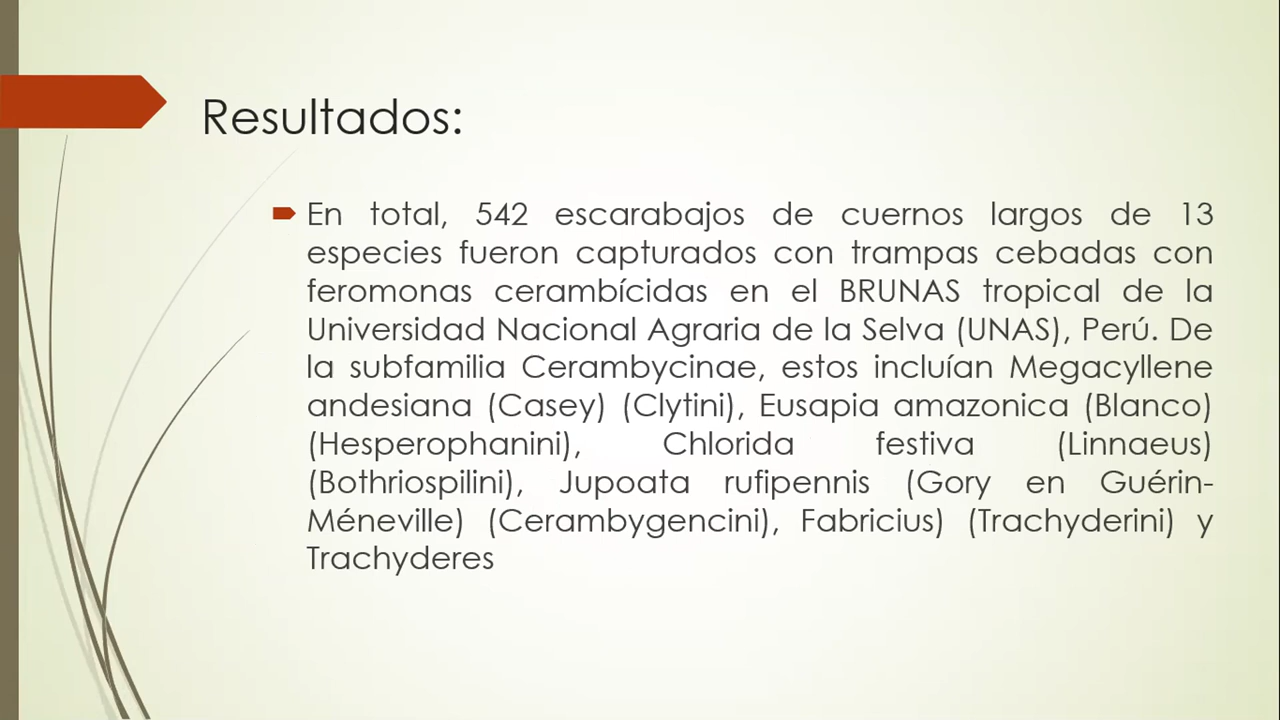 Resultados:
En total, 542 escarabajos de cuernos largos de 13
especies fueron capturados con trampas cebadas con
feromonas cerambícidas en el BRUNAS tropical de la
Universidad Nacional Agraria de la Selva (UNAS), Perú. De
la subfamilia Cerambycinae, estos incluían Megacyllene
andesiana (Casey) (Clytini), Eusapia amazonica (Blanco)
(Hesperophanini), Chlorida festiva (Linnaeus)
(Bothriospilini), Jupoata rufipennis (Gory en Guérin-
Méneville) (Cerambygencini), Fabricius) (Trachyderini) y
Trachyderes